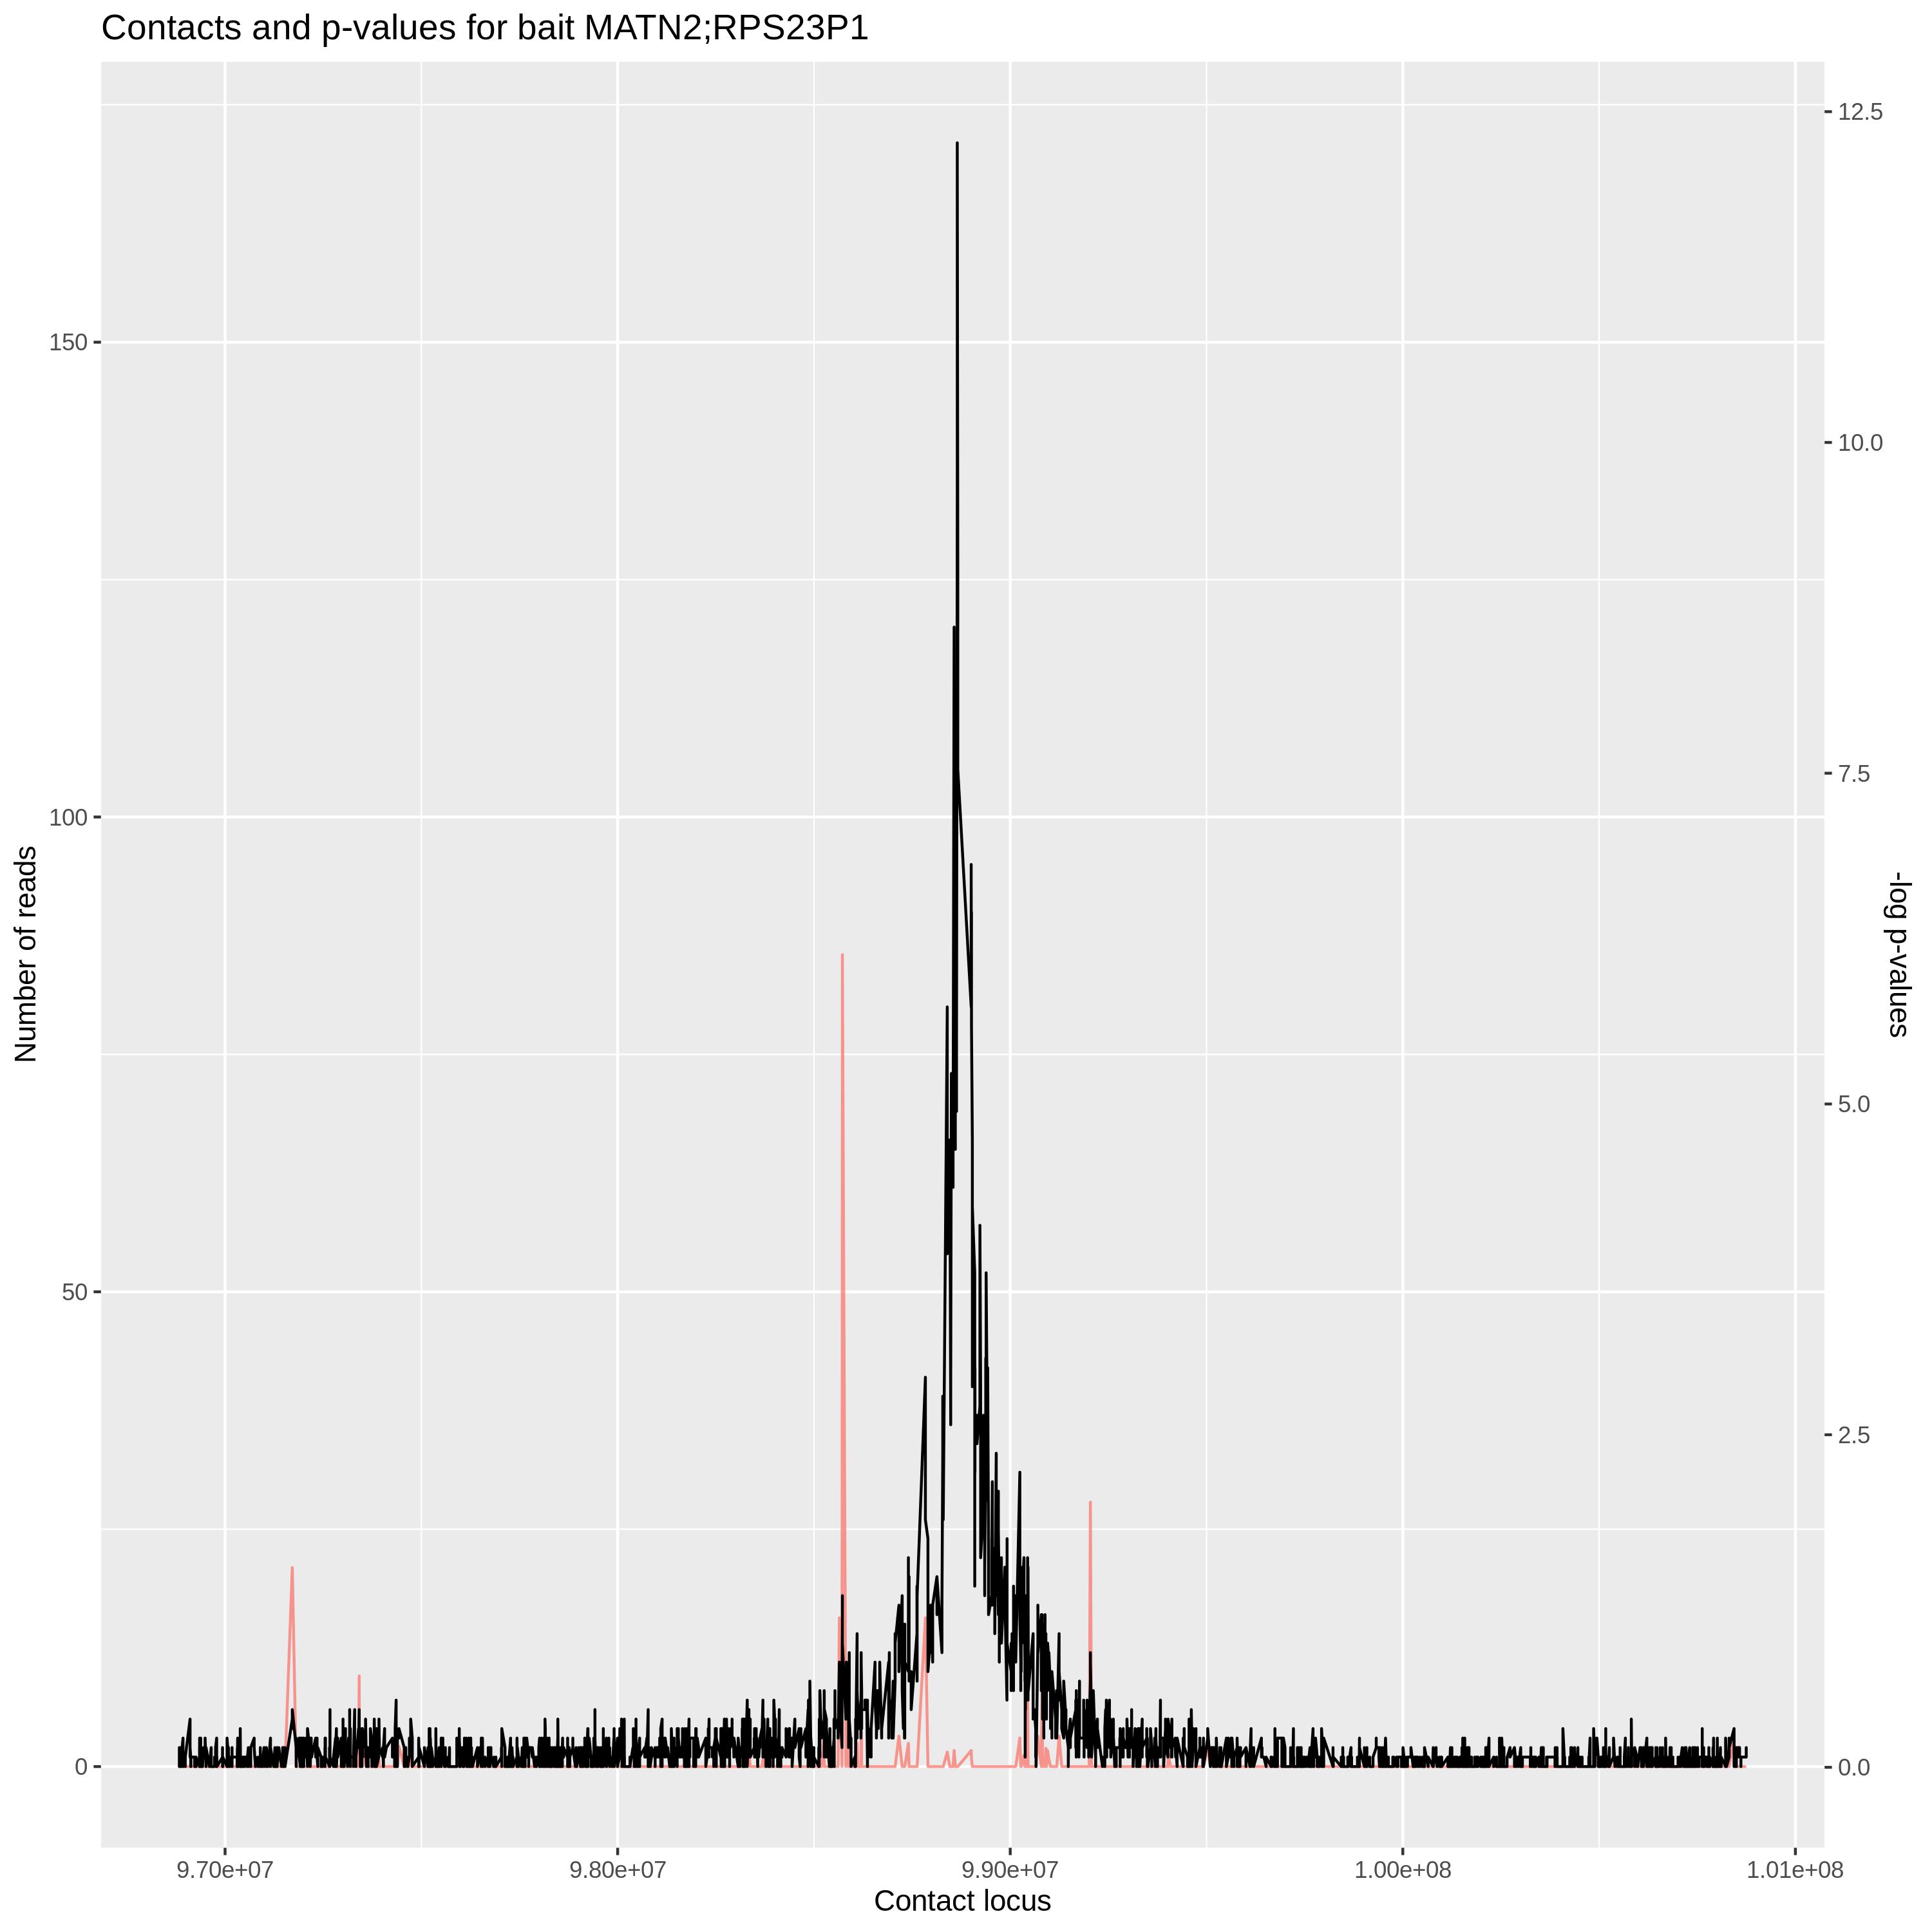 Contacts and p-values for bait MATN2;RPS23P1
Number of reads
150
100
50
0
12.5
10.0
7.5
5.0
2.5
0.0
-log p-values
9.70e+07 9.80e+07 9.90e+07 1.00e+08 1.01e+08
Contact locus